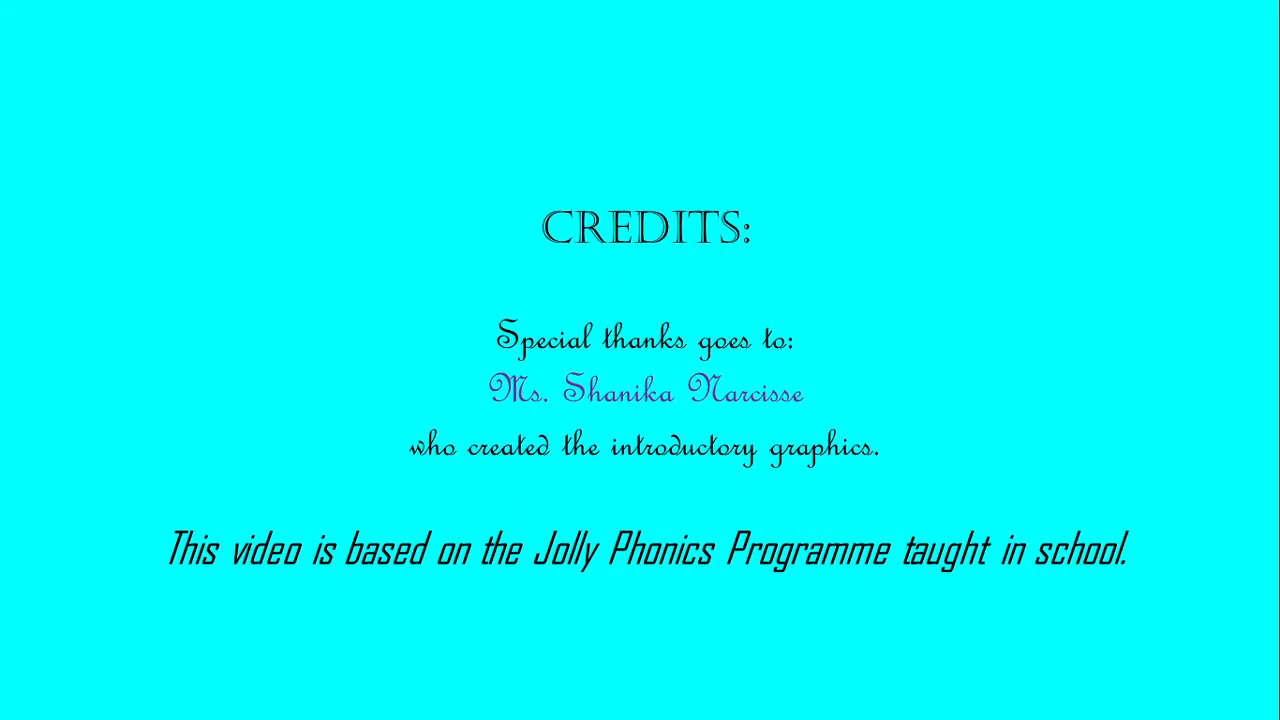 CREDITS:
Special thanks goes to:
Ms. Shanika Narcisse
who created the introductory graphics.
This video is based on the Jolly Phonics Programme taught in school.